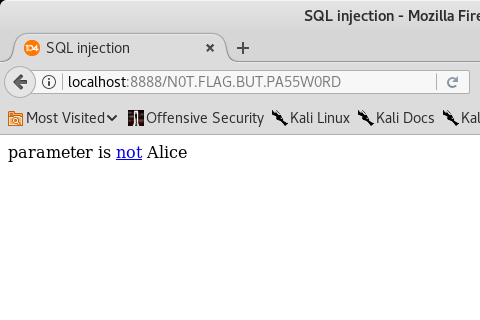 SQL injection - Mozilla Fire
104 SQL injection
localhost:8888/N0T.FLAG.BUT.PA55W0RD
Most Visited Offensive Security Kali Linux Kali Docs Kal
parameter is not Alice